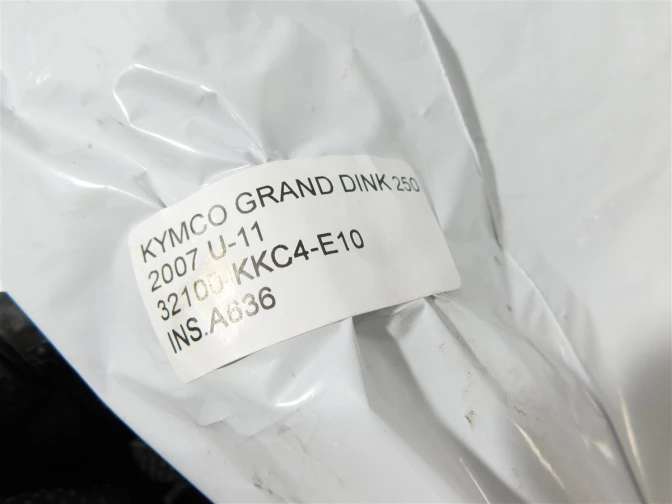 KYMCO GRAND DINK 250
2007 U-11
32100-KKC4-E10
INS.A636